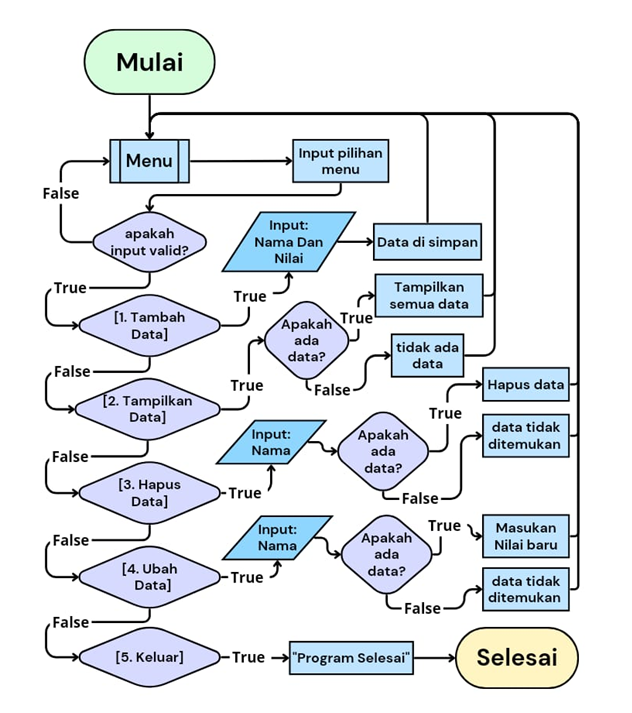 Mulai
Menu
Input pilihan
menu
False
apakah
input valid?
Input:
Nama Dan
Nilai
Data di simpan
True
[1. Tambah
Data]
True
Apakah
ada
data?
True
Tampilkan
semua data
False
tidak ada
data
False
[2. Tampilkan
Data]
True
Hapus data
True
Input:
Nama
Apakah
ada
data?
data tidak
ditemukan
False
False
[3. Hapus
Data]
True
Input:
Nama
Apakah
ada
data?
True
Masukan
Nilai baru
False
[4. Ubah
Data]
True
data tidak
ditemukan
False
False
[5. Keluar]
True
"Program Selesai"
Selesai